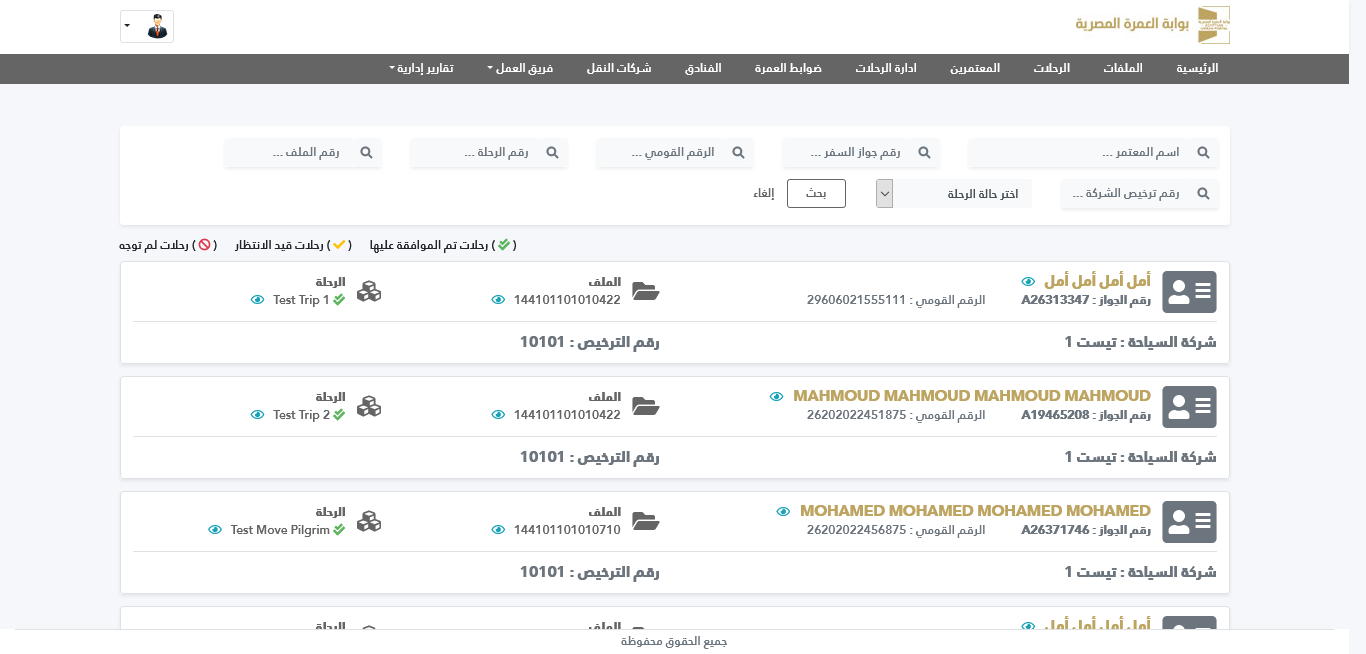 بوابة العمرة المصرية
الرئيسية الملفات الرحلات المعتمرين ادارة الرحلات ضوابط العمرة الفنادق شركات النقل فريق العمل تقارير إدارية
اسم المعتمر ... رقم جواز السفر ... الرقم القومي ... رقم الرحلة ... رقم الملف ...
رقم ترخيص الشركة ... اختر حالة الرحلة بحث إلغاء
( ) رحلات تم الموافقة عليها ( ) رحلات قيد الانتظار ( ) رحلات لم توجه
أمل أمل أمل أمل الملف الرحلة
رقم الجواز : A26313347 الرقم القومي : 29606021555111 144101101010422 Test Trip 1
شركة السياحة : تيست 1 رقم الترخيص : 10101
MAHMOUD MAHMOUD MAHMOUD MAHMOUD الملف الرحلة
رقم الجواز : A19465208 الرقم القومي : 26202022451875 144101101010422 Test Trip 2
شركة السياحة : تيست 1 رقم الترخيص : 10101
MOHAMED MOHAMED MOHAMED MOHAMED الملف الرحلة
رقم الجواز : A26371746 الرقم القومي : 26202022456875 144101101010710 Test Move Pilgrim
شركة السياحة : تيست 1 رقم الترخيص : 10101
أمل أمل أمل أمل الملف الرحلة
جميع الحقوق محفوظة